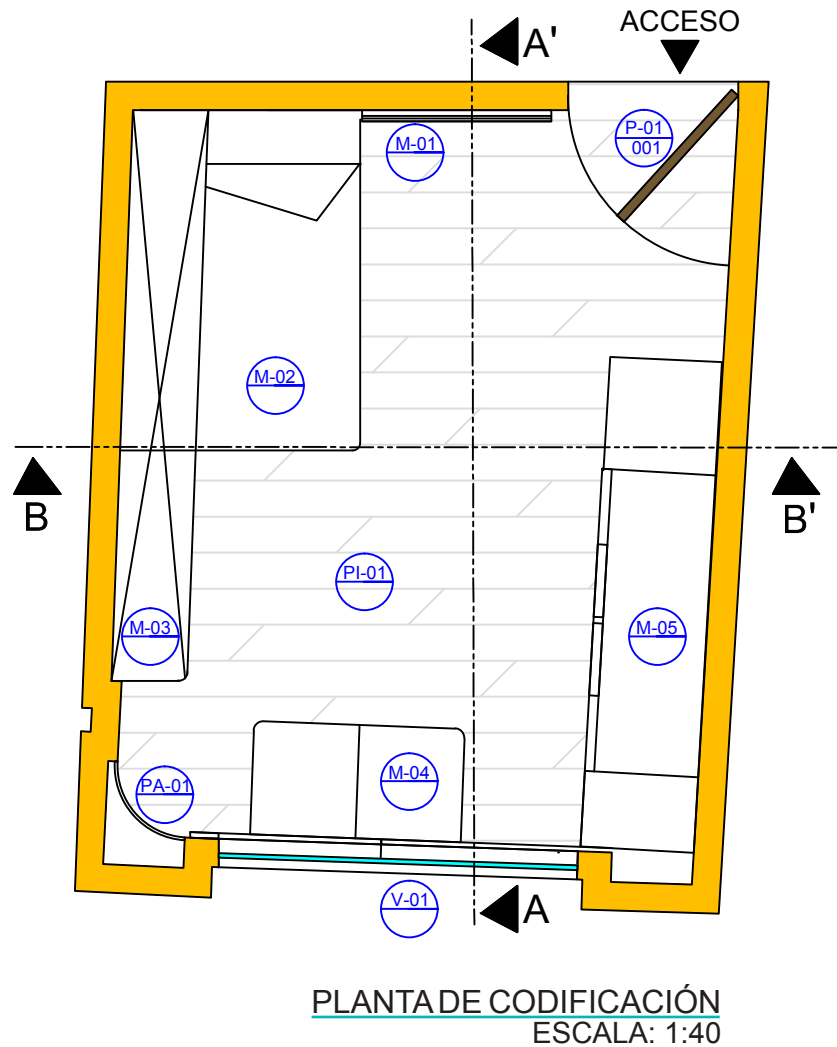 ACCESO
A'
P-01
001
M-01
M-02
B
B'
PI-01
M-03
M-05
M-04
PA-01
V-01
A
PLANTA DE CODIFICACIÓN
ESCALA: 1:40